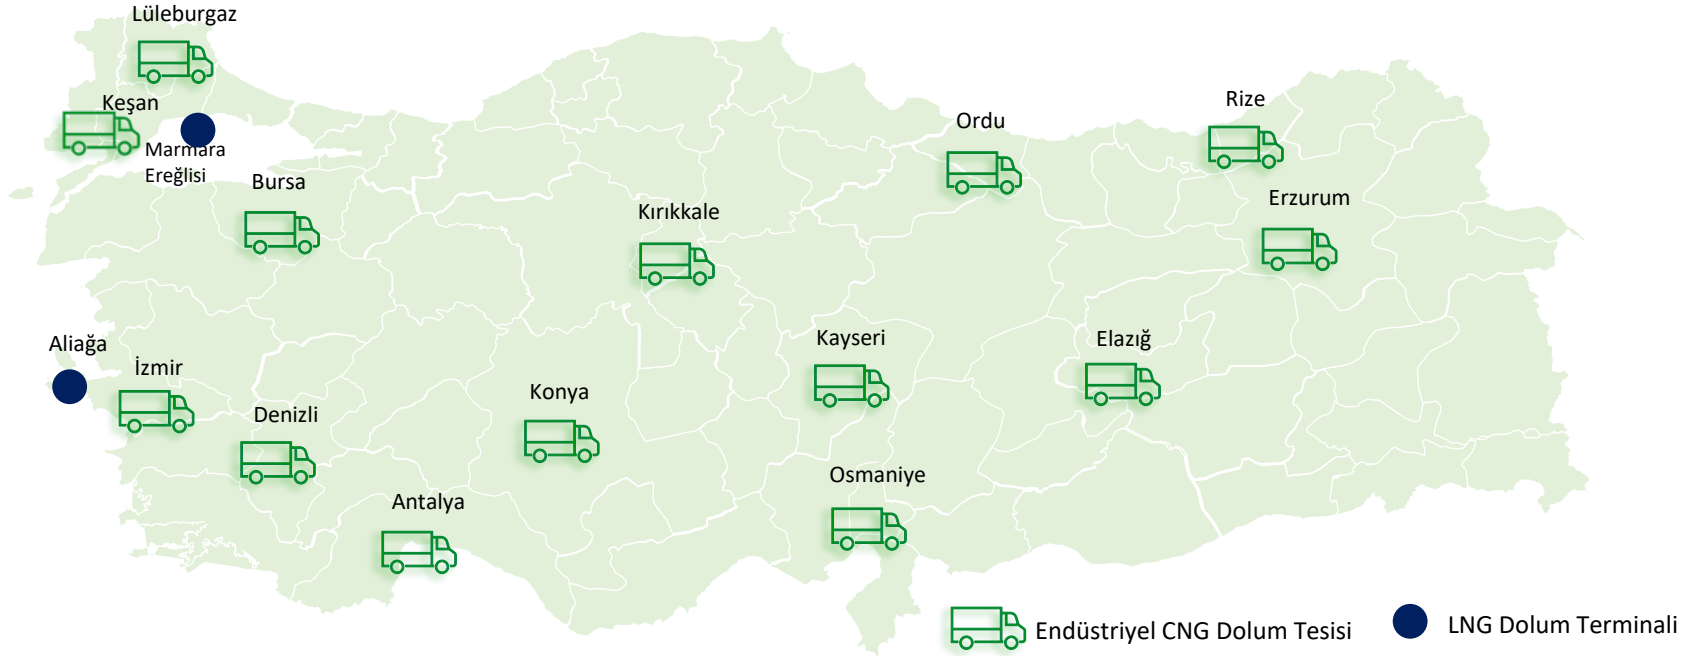 Lüleburgaz
Keşan
Marmara
Ereğlisi
Bursa
Ordu
Rize
Kırıkkale
Erzurum
Aliağa
İzmir
Denizli
Konya
Kayseri
Elazığ
Antalya
Osmaniye
Endüstriyel CNG Dolum Tesisi
LNG Dolum Terminali